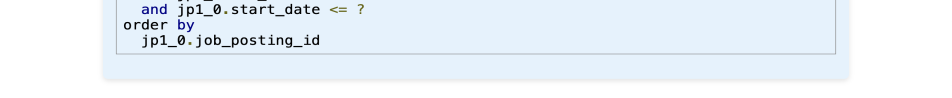 and jp1_0.start_date <= ?
order by
jp1_0.job_posting_id